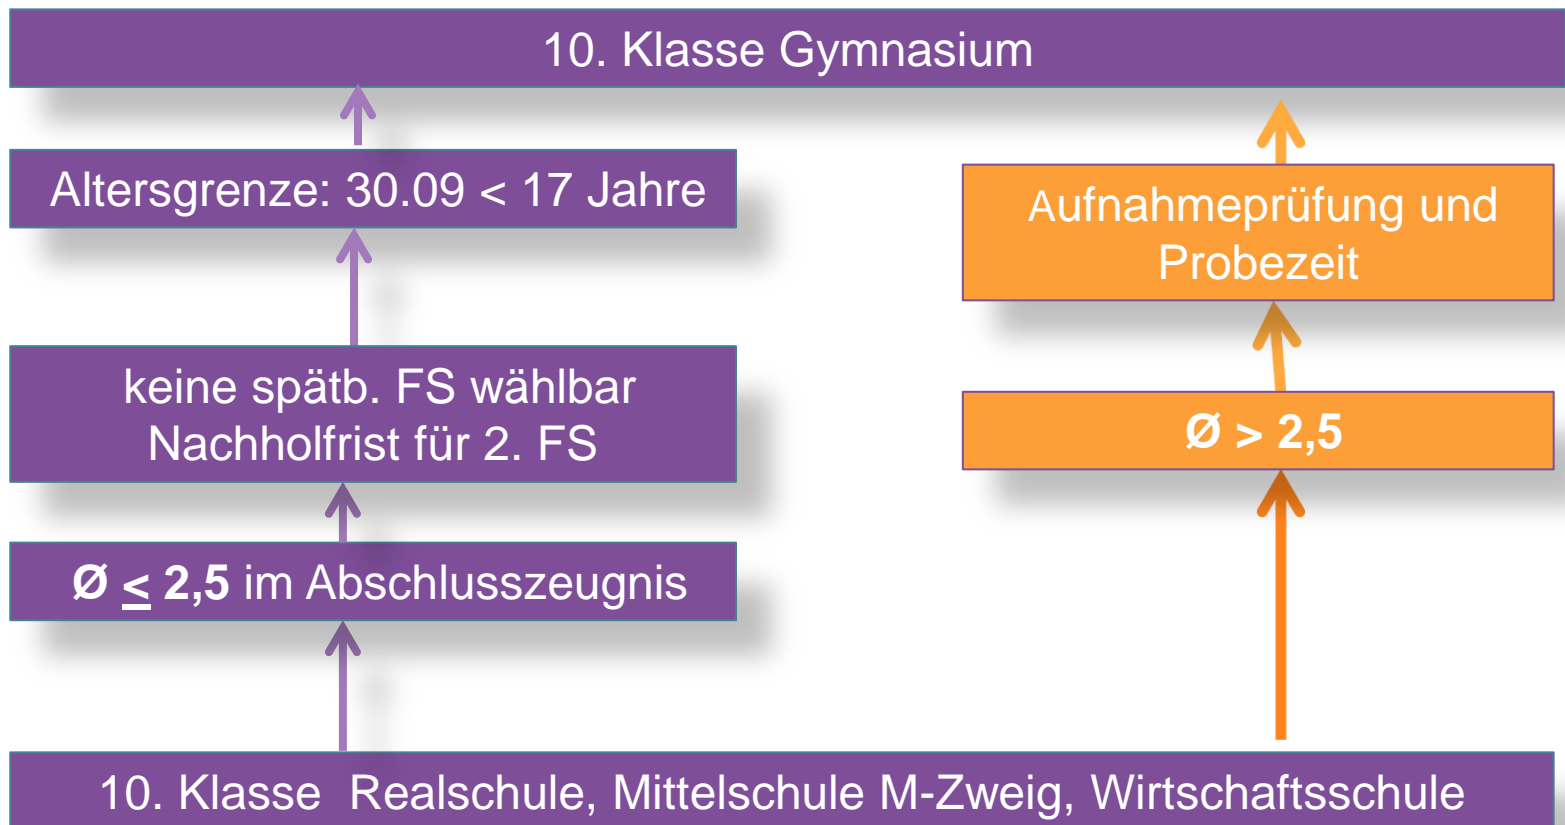 10. Klasse Gymnasium
Altersgrenze: 30.09 < 17 Jahre
Aufnahmeprüfung und
Probezeit
keine spätb. FS wählbar
Nachholfrist für 2. FS
Ø > 2,5
Ø ≤ 2,5 im Abschlusszeugnis
10. Klasse Realschule, Mittelschule M-Zweig, Wirtschaftsschule